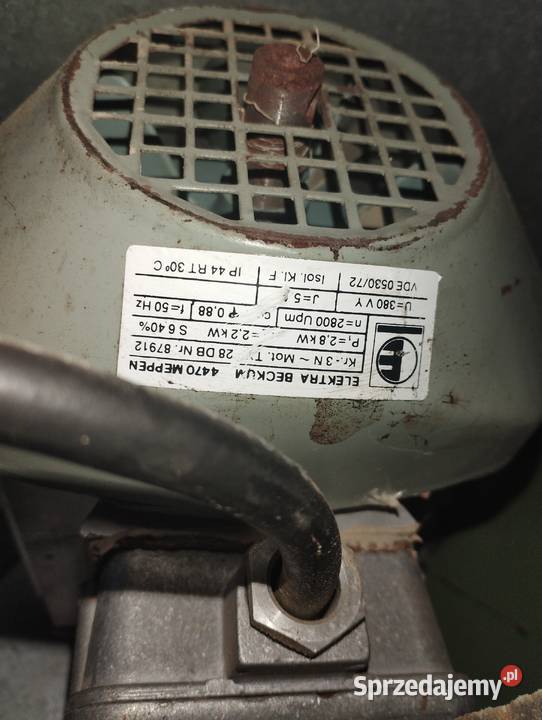 ELEKTRA BECKUM 4470 MEPPEN
Kr.-3 N ~ Mot. T 28 DB Nr. 87912
P₁=2,8 kW =2,2 kW S 6 40%
n=2800 Upm φ 0,88 f=50 Hz
U=380 V Y J=5
VDE 0530/72 Isol. Kl. F IP 44 RT 30°C
Sprzedajemy.pl